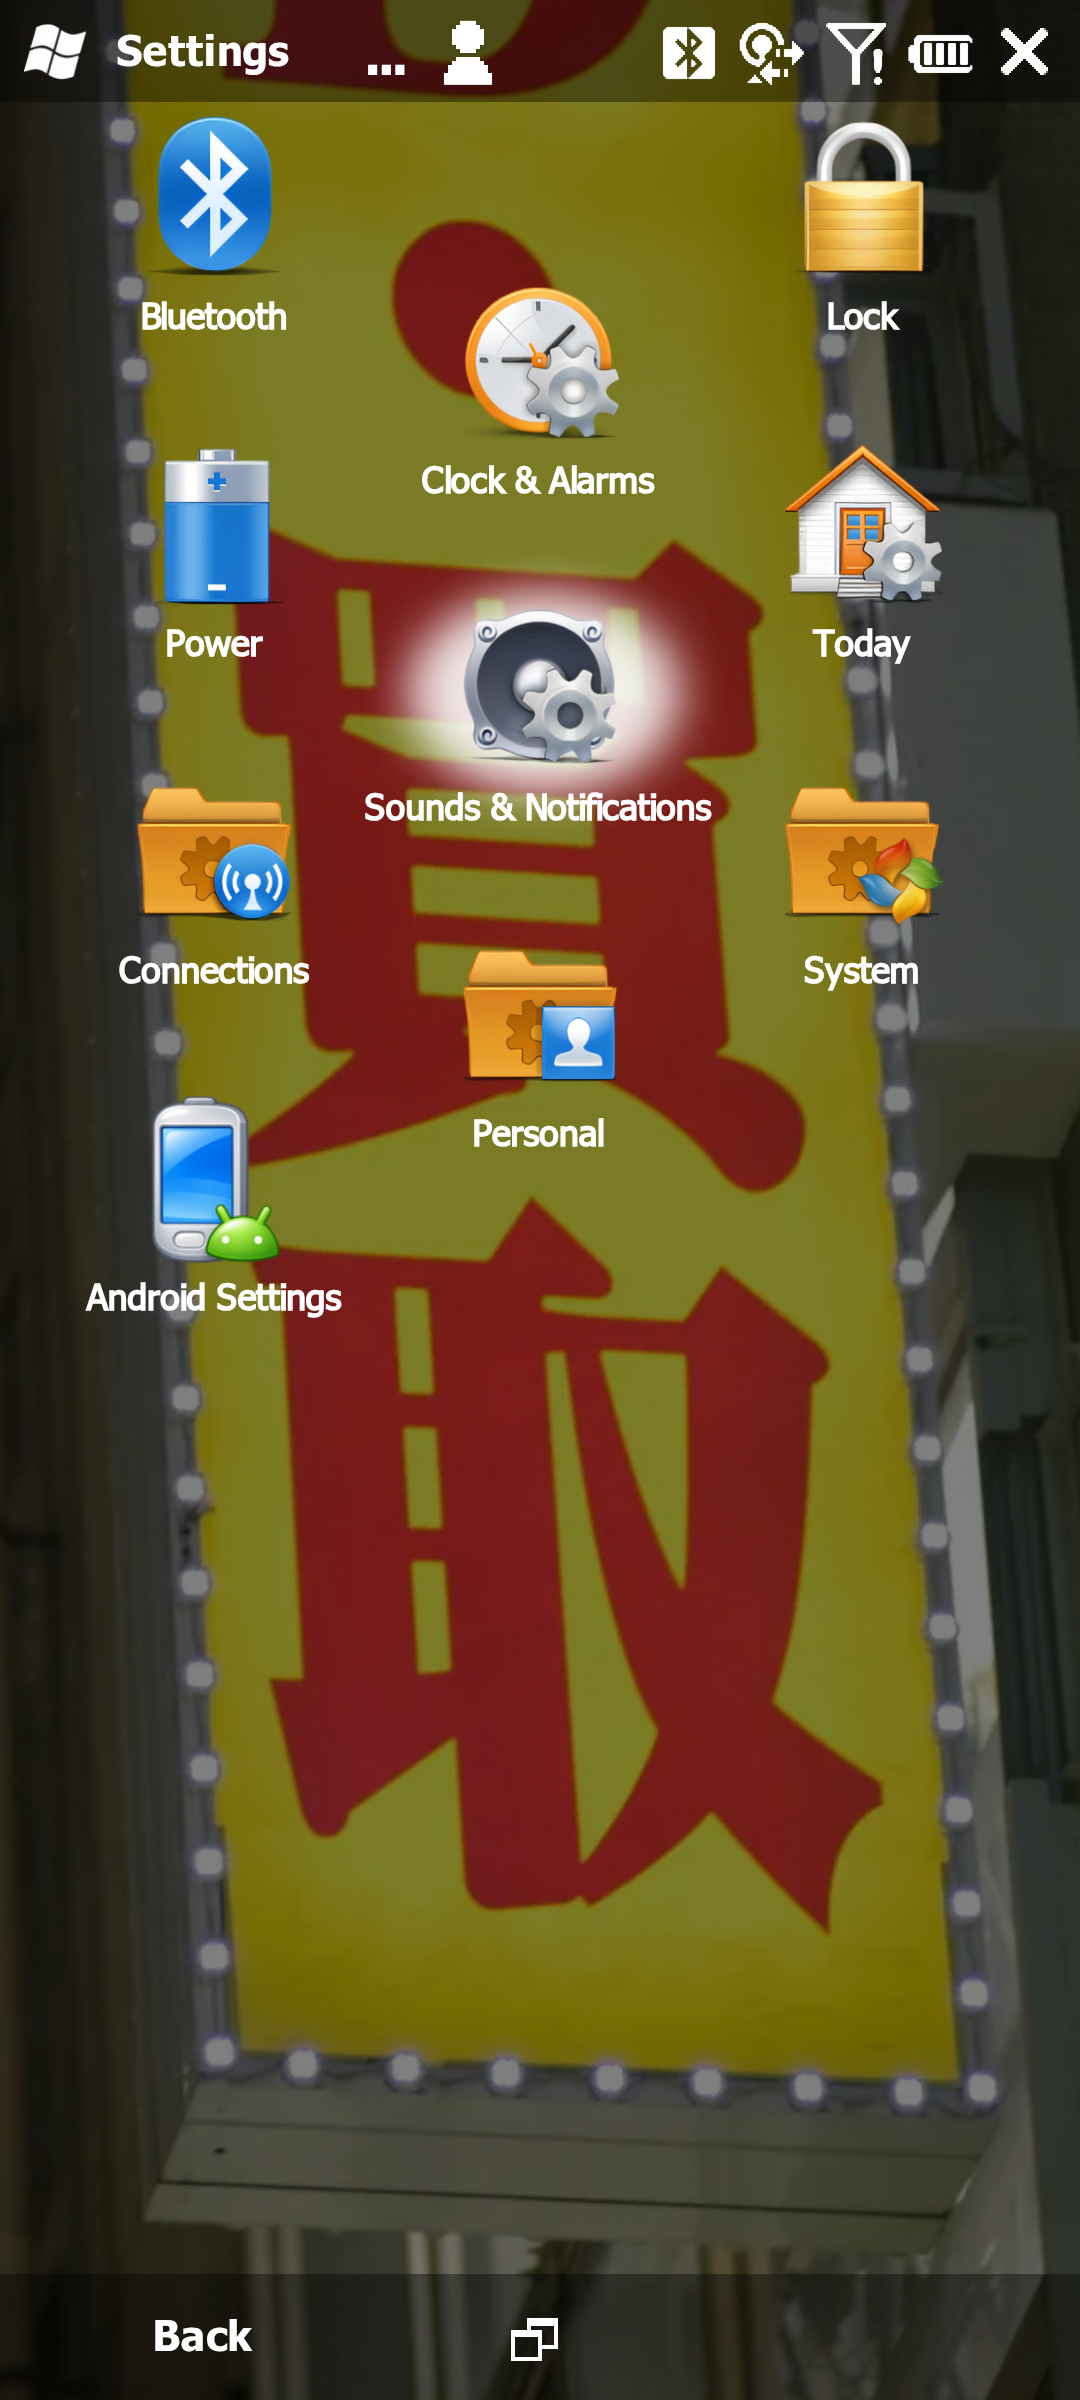 Settings
...
Bluetooth
Lock
Clock & Alarms
Power
Today
Sounds & Notifications
Connections
System
Personal
Android Settings
買
取
Back